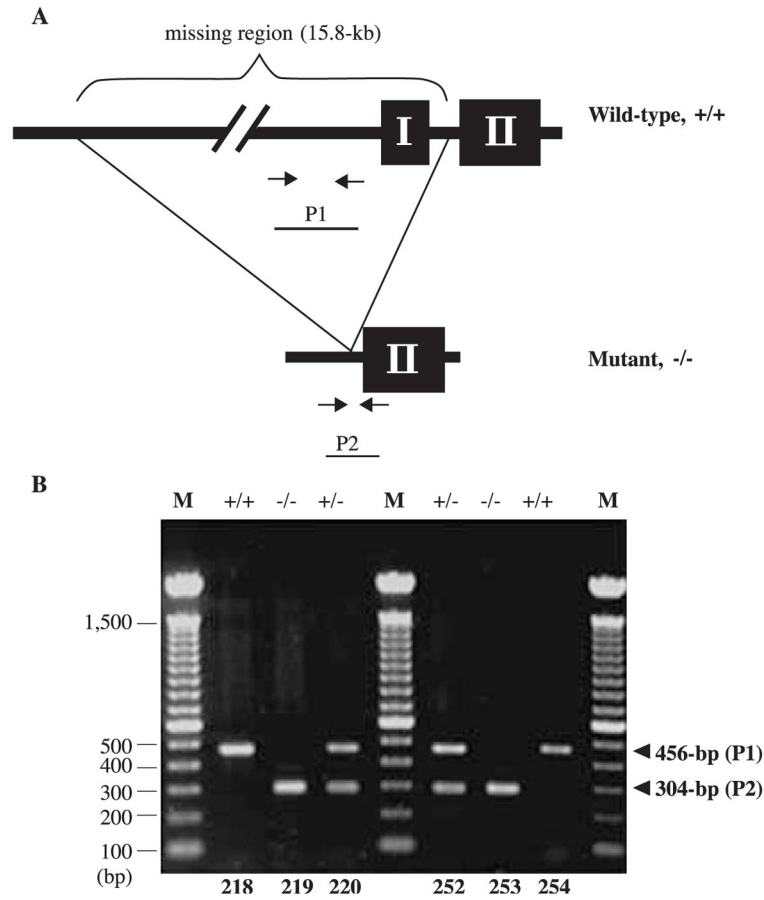 A
missing region (15.8-kb)
I II Wild-type, +/+
P1
II Mutant, -/-
P2
B
M +/+ -/- +/- M +/- -/- +/+ M
1,500
500
456-bp (P1)
400
300
304-bp (P2)
200
100
(bp)
218 219 220 252 253 254